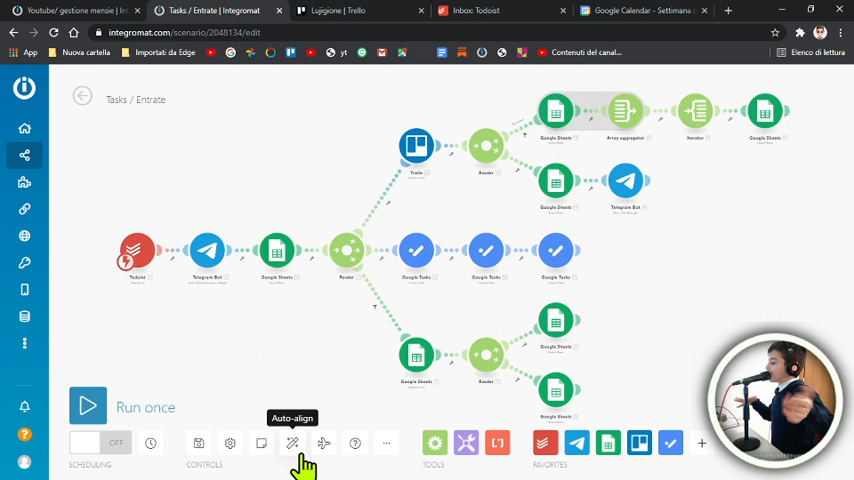 Youtube/ gestione mensile
Tasks / Entrate | Integromat
Lujigione | Trello
Inbox: Todoist
Google Calendar - Settimana d
integromat.com/scenario/2048134/edit
App
Nuova cartella
Importati da Edge
yt
Contenuti del canal...
Elenco di lettura
Tasks / Entrate
Google Sheets
Array aggregator
Iterator
Google Sheets
Trello
Router
Google Sheets
Telegram Bot
Todoist
Telegram Bot
Google Sheets
Router
Google Tasks
Google Tasks
Google Tasks
Google Sheets
Google Sheets
Router
Google Sheets
Run once
Auto-align
OFF
SCHEDULING
CONTROLS
TOOLS
FAVORITES